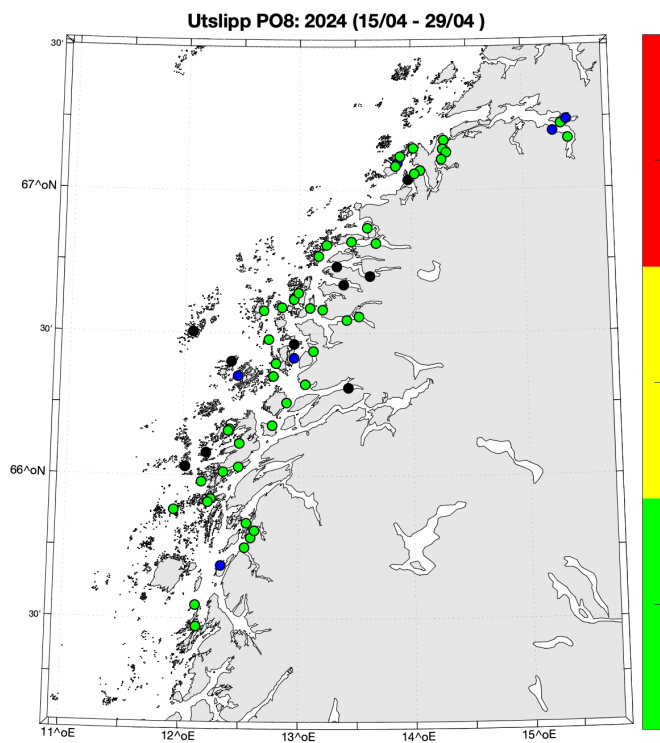 Utslipp PO8: 2024 (15/04 - 29/04 )
30'
67^oN
30'
66^oN
30'
11^oE 12^oE 13^oE 14^oE 15^oE